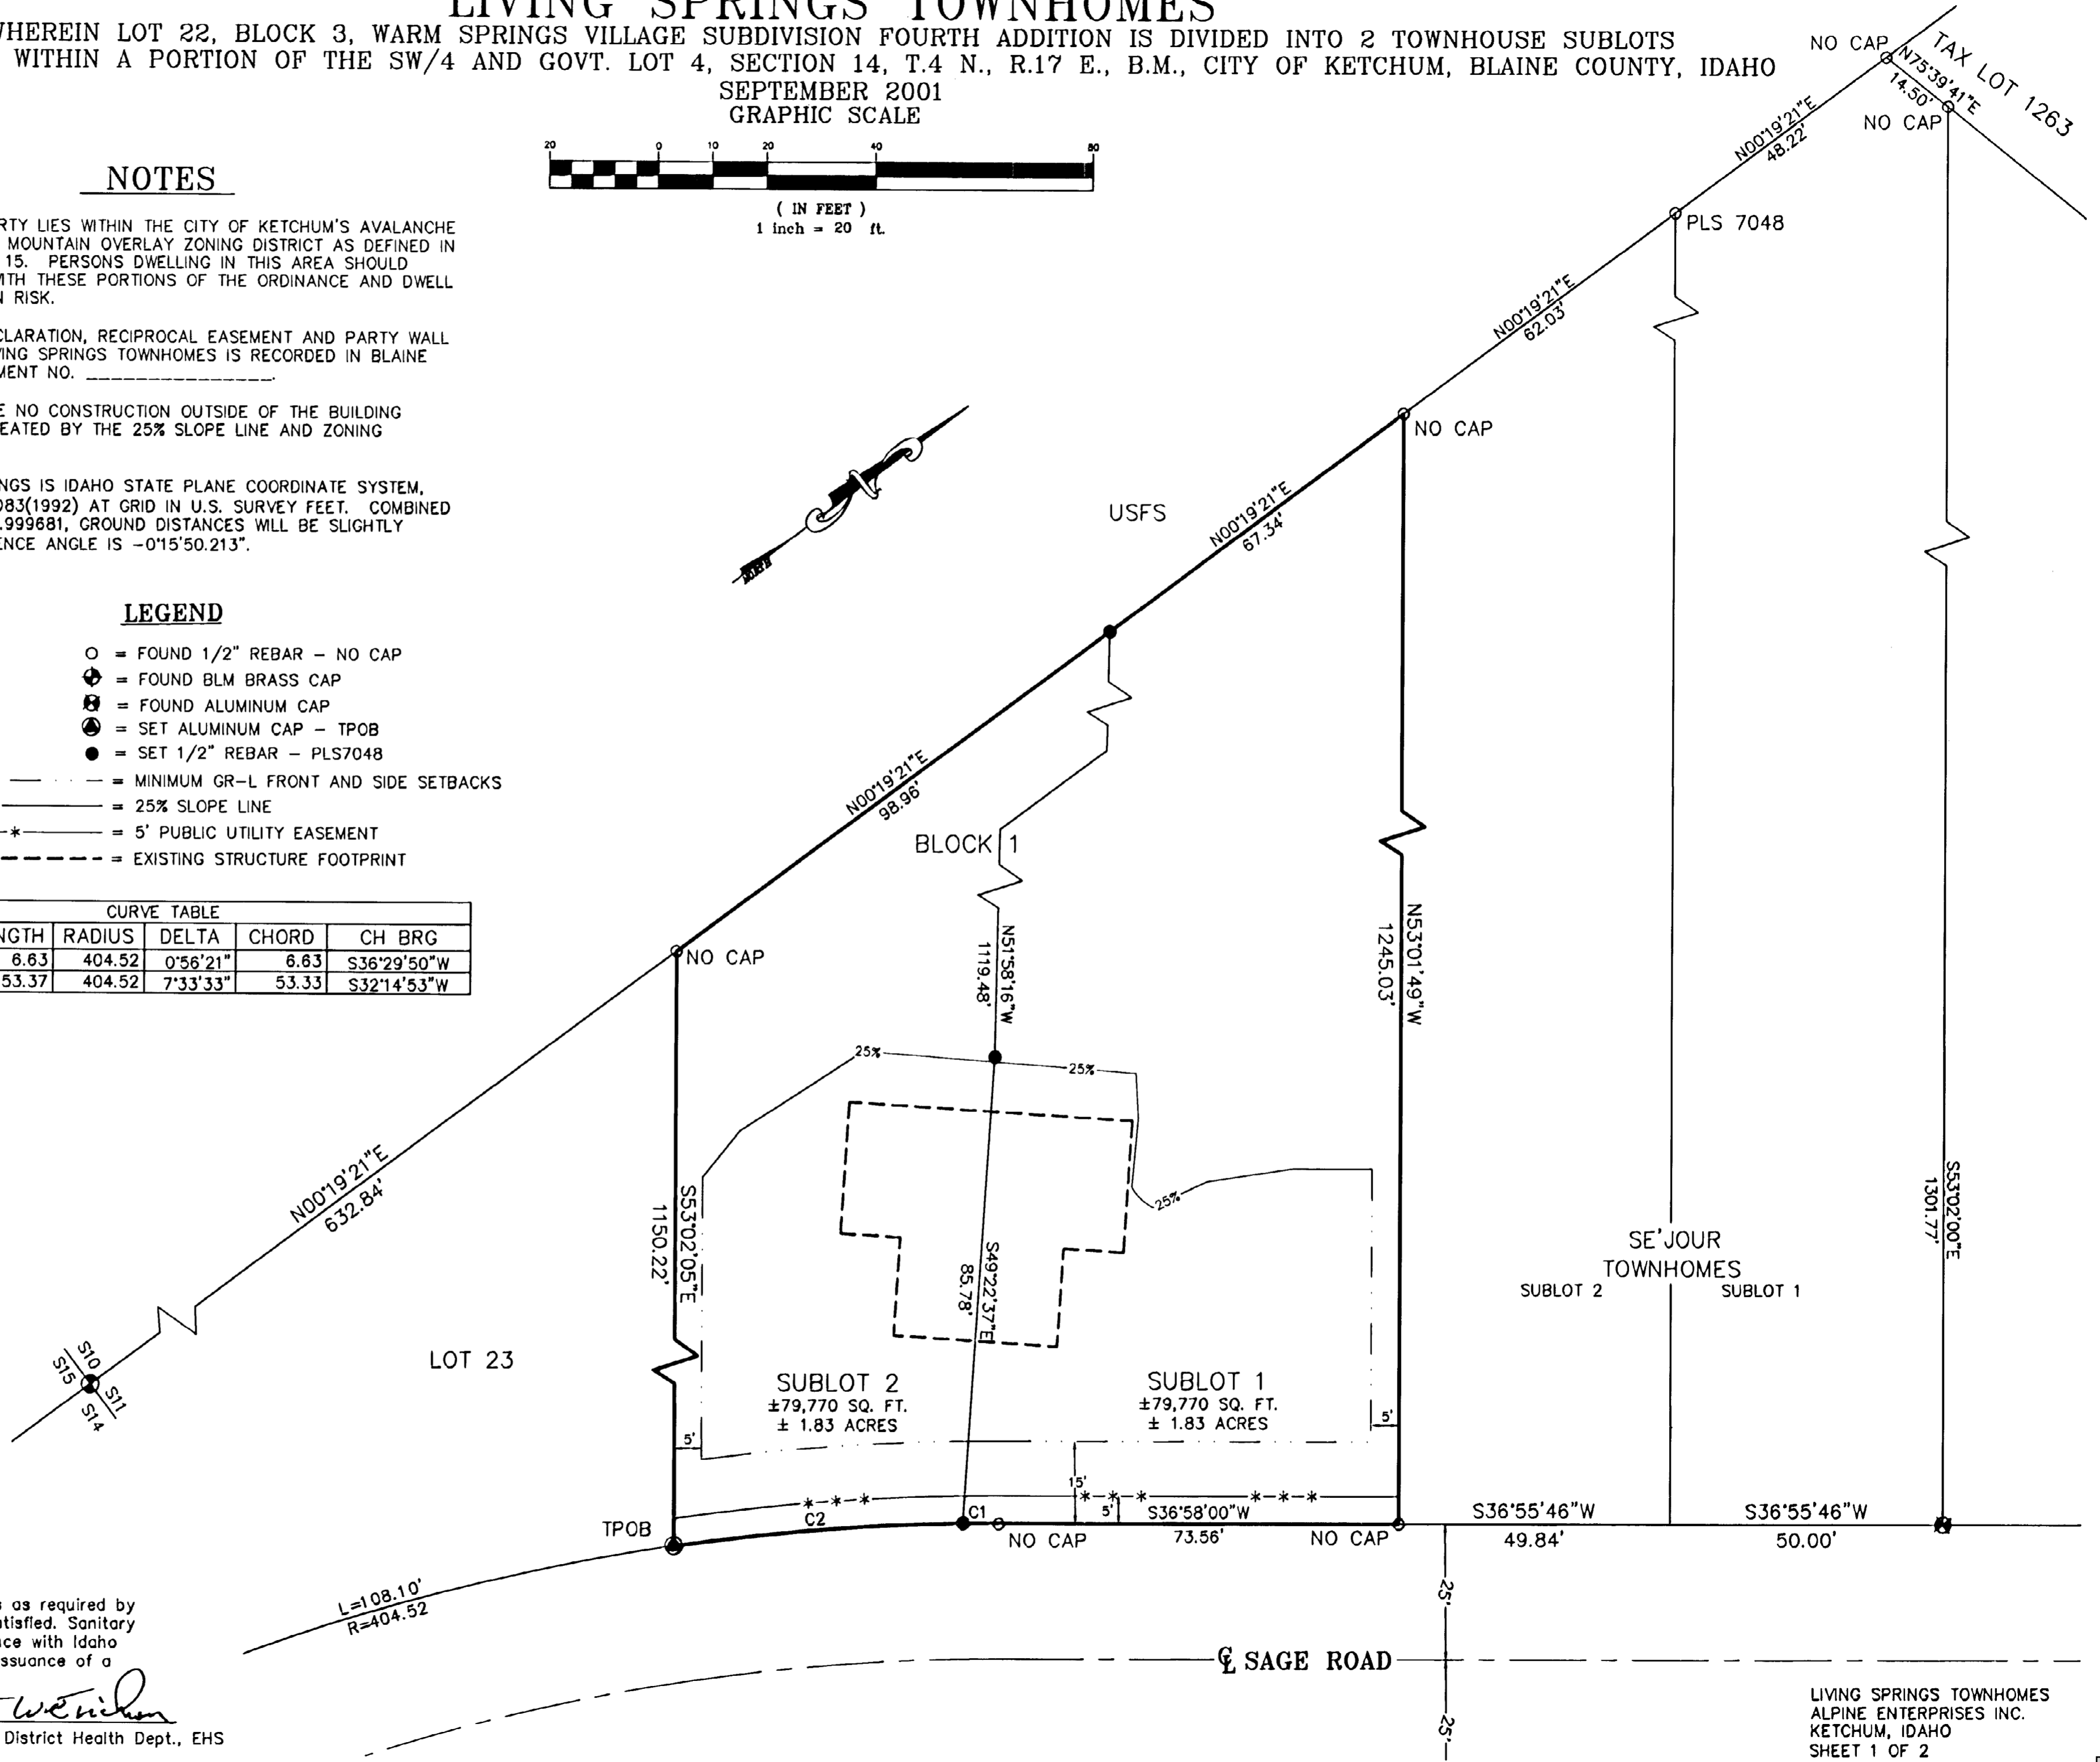 LIVING SPRINGS TOWNHOMES
WHEREIN LOT 22, BLOCK 3, WARM SPRINGS VILLAGE SUBDIVISION FOURTH ADDITION IS DIVIDED INTO 2 TOWNHOUSE SUBLOTS
WITHIN A PORTION OF THE SW/4 AND GOVT. LOT 4, SECTION 14, T.4 N., R.17 E., B.M., CITY OF KETCHUM, BLAINE COUNTY, IDAHO
SEPTEMBER 2001
GRAPHIC SCALE
20 0 10 20 40 80
( IN FEET )
1 inch = 20 ft.
NOTES
RTY LIES WITHIN THE CITY OF KETCHUM'S AVALANCHE
MOUNTAIN OVERLAY ZONING DISTRICT AS DEFINED IN
15. PERSONS DWELLING IN THIS AREA SHOULD
ITH THESE PORTIONS OF THE ORDINANCE AND DWELL
N RISK.
CLARATION, RECIPROCAL EASEMENT AND PARTY WALL
VING SPRINGS TOWNHOMES IS RECORDED IN BLAINE
MENT NO. __________________.
E NO CONSTRUCTION OUTSIDE OF THE BUILDING
EATED BY THE 25% SLOPE LINE AND ZONING
NGS IS IDAHO STATE PLANE COORDINATE SYSTEM,
083(1992) AT GRID IN U.S. SURVEY FEET. COMBINED
.999681, GROUND DISTANCES WILL BE SLIGHTLY
ENCE ANGLE IS -0°15'50.213".
LEGEND
= FOUND 1/2" REBAR - NO CAP
= FOUND BLM BRASS CAP
= FOUND ALUMINUM CAP
= SET ALUMINUM CAP - TPOB
= SET 1/2" REBAR - PLS7048
= MINIMUM GR-L FRONT AND SIDE SETBACKS
= 25% SLOPE LINE
= 5' PUBLIC UTILITY EASEMENT
= EXISTING STRUCTURE FOOTPRINT
CURVE TABLE
NGTH RADIUS DELTA CHORD CH BRG
6.63 404.52 0°56'21" 6.63 S36°29'50"W
53.37 404.52 7°33'33" 53.33 S32°14'53"W
NO CAP
TAX LOT 1263
N75°39'41"E
14.50'
NO CAP
N00°19'21"E
48.22'
PLS 7048
N00°19'21"E
62.03'
NO CAP
USFS
N00°19'21"E
67.34'
NORTH
N00°19'21"E
98.96'
BLOCK 1
NO CAP
N51°58'16"W
1119.48'
N53°01'49"W
1245.03'
25%
25%
25%
N00°19'21"E
632.84'
S53°02'05"E
1150.22'
S49°22'37"E
85.78'
S53°02'00"E
1301.77'
SE'JOUR
TOWNHOMES
SUBLOT 2 SUBLOT 1
S10
S15
S11
S14
LOT 23
SUBLOT 2
±79,770 SQ. FT.
± 1.83 ACRES
SUBLOT 1
±79,770 SQ. FT.
± 1.83 ACRES
5'
5'
15'
5'
TPOB
C2
C1
NO CAP
S36°58'00"W
73.56'
NO CAP
S36°55'46"W
49.84'
S36°55'46"W
50.00'
L=108.10'
R=404.52
25'
25'
℄ SAGE ROAD
s as required by
tisfied. Sanitary
ce with Idaho
ssuance of a
District Health Dept., EHS
LIVING SPRINGS TOWNHOMES
ALPINE ENTERPRISES INC.
KETCHUM, IDAHO
SHEET 1 OF 2